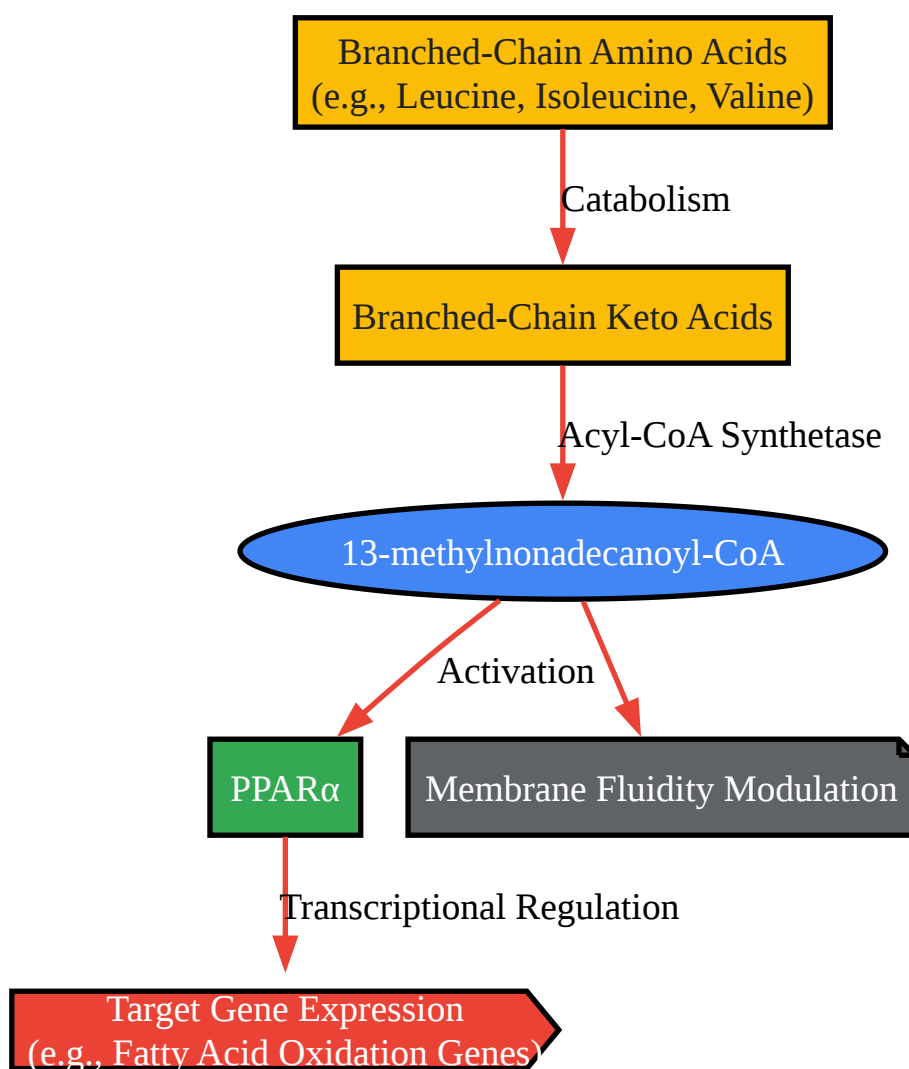 Branched-Chain Amino Acids
(e.g., Leucine, Isoleucine, Valine)
Catabolism
Branched-Chain Keto Acids
Acyl-CoA Synthetase
13-methylnonadecanoyl-CoA
Activation
PPARα
Membrane Fluidity Modulation
Transcriptional Regulation
Target Gene Expression
(e.g., Fatty Acid Oxidation Genes)